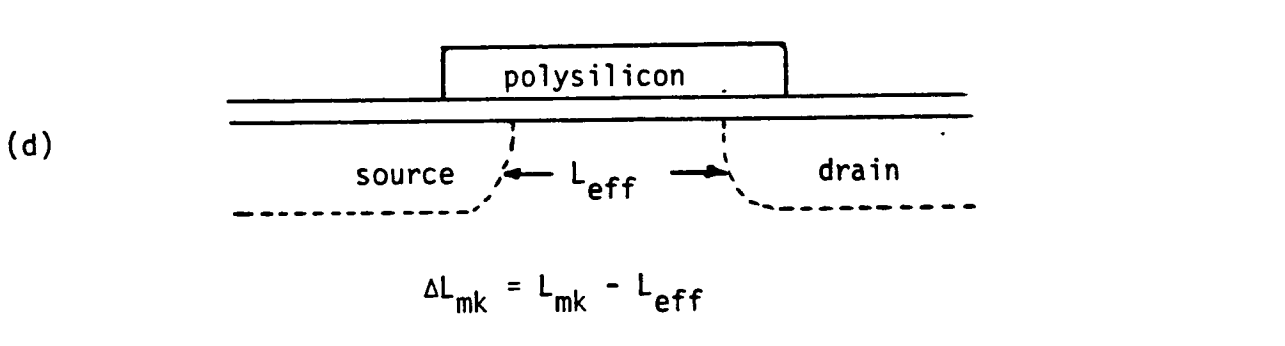 polysilicon
(d)
source L_eff drain
ΔL_mk = L_mk - L_eff